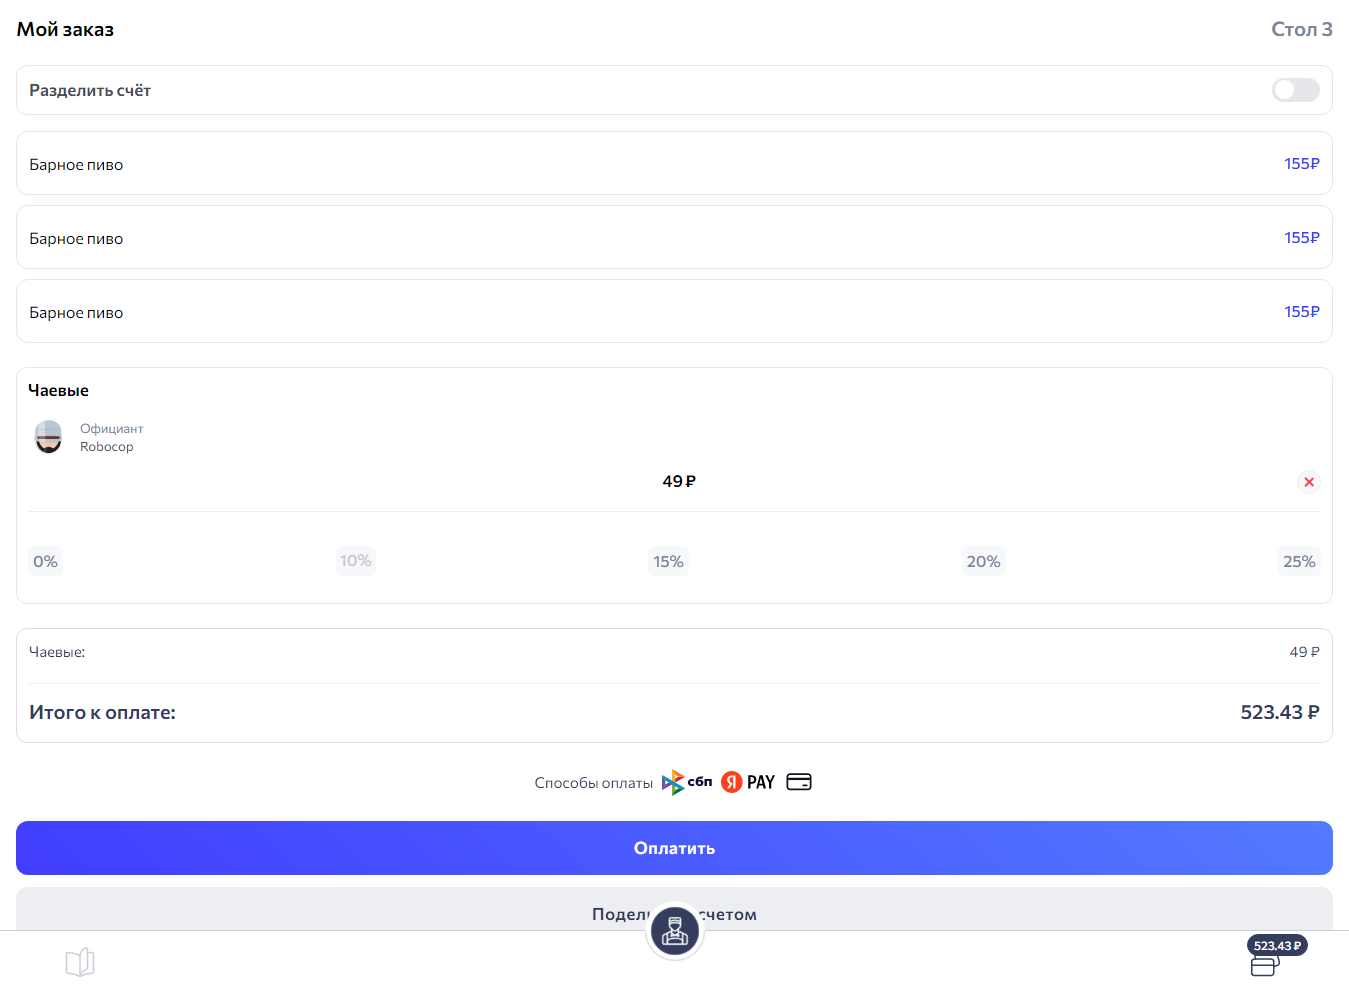 Мой заказ
Стол 3
Разделить счёт
Барное пиво
155₽
Барное пиво
155₽
Барное пиво
155₽
Чаевые
Официант
Robocop
49 ₽
0%
10%
15%
20%
25%
Чаевые:
49 ₽
Итого к оплате:
523.43 ₽
Способы оплаты сбп Я PAY
Оплатить
счетом
523.43 ₽